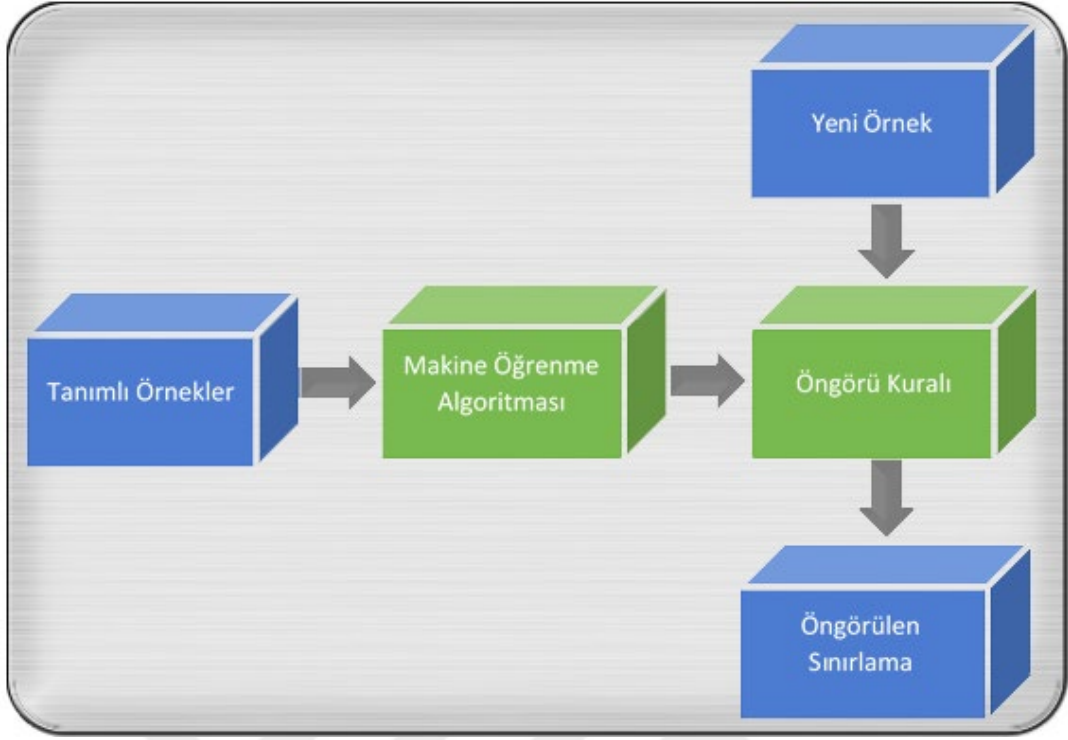 Yeni Örnek
Tanımlı Örnekler
Makine Öğrenme
Algoritması
Öngörü Kuralı
Öngörülen
Sınırlama